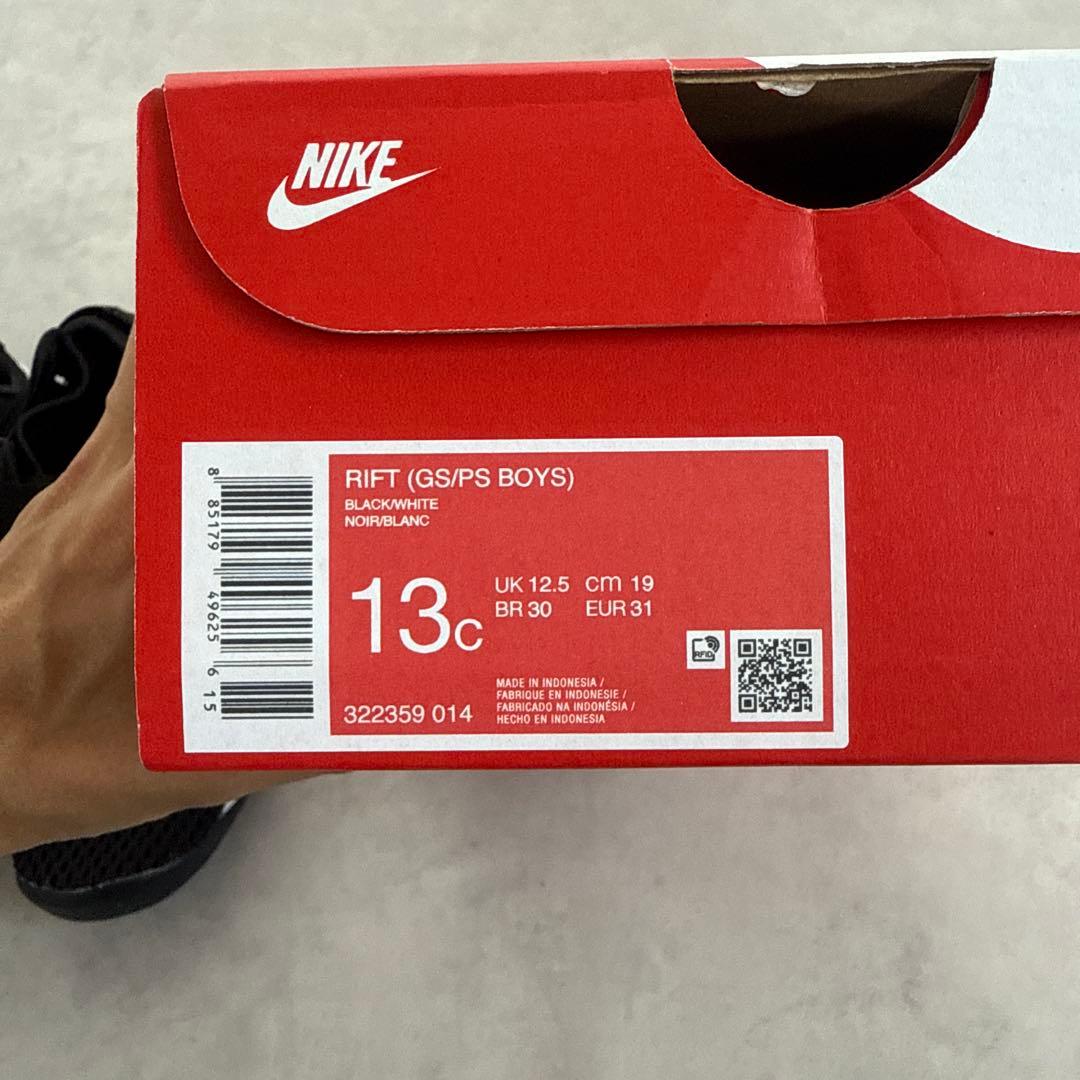 NIKE
RIFT (GS/PS BOYS)
BLACK/WHITE
NOIR/BLANC
13C
UK 12.5 cm 19
BR 30 EUR 31
RFID
MADE IN INDONESIA /
FABRIQUE EN INDONESIE /
FABRICADO NA INDONÉSIA /
HECHO EN INDONESIA
322359 014
8 85179 49625 6 15